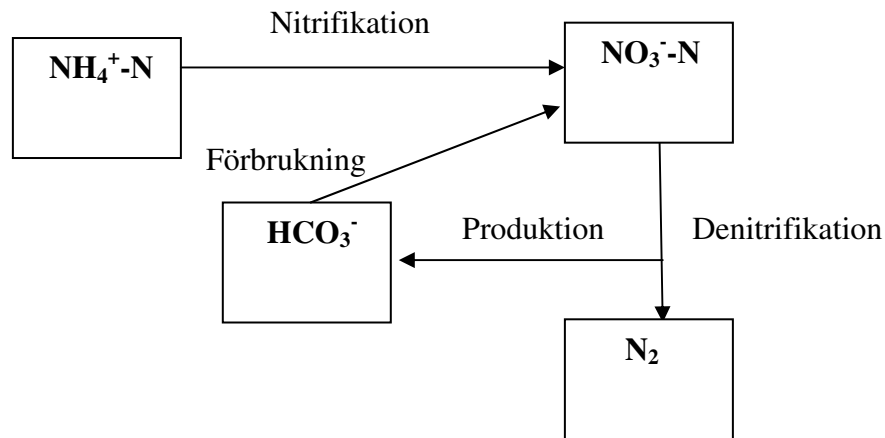 Nitrifikation
NH₄⁺-N
NO₃⁻-N
Förbrukning
HCO₃⁻
Produktion
Denitrifikation
N₂